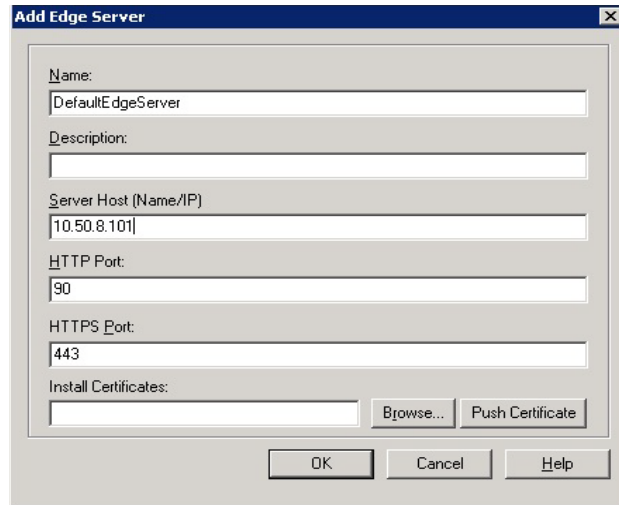 Add Edge Server
Name:
DefaultEdgeServer
Description:
Server Host (Name/IP)
10.50.8.101
HTTP Port:
90
HTTPS Port:
443
Install Certificates:
Browse... Push Certificate
OK Cancel Help